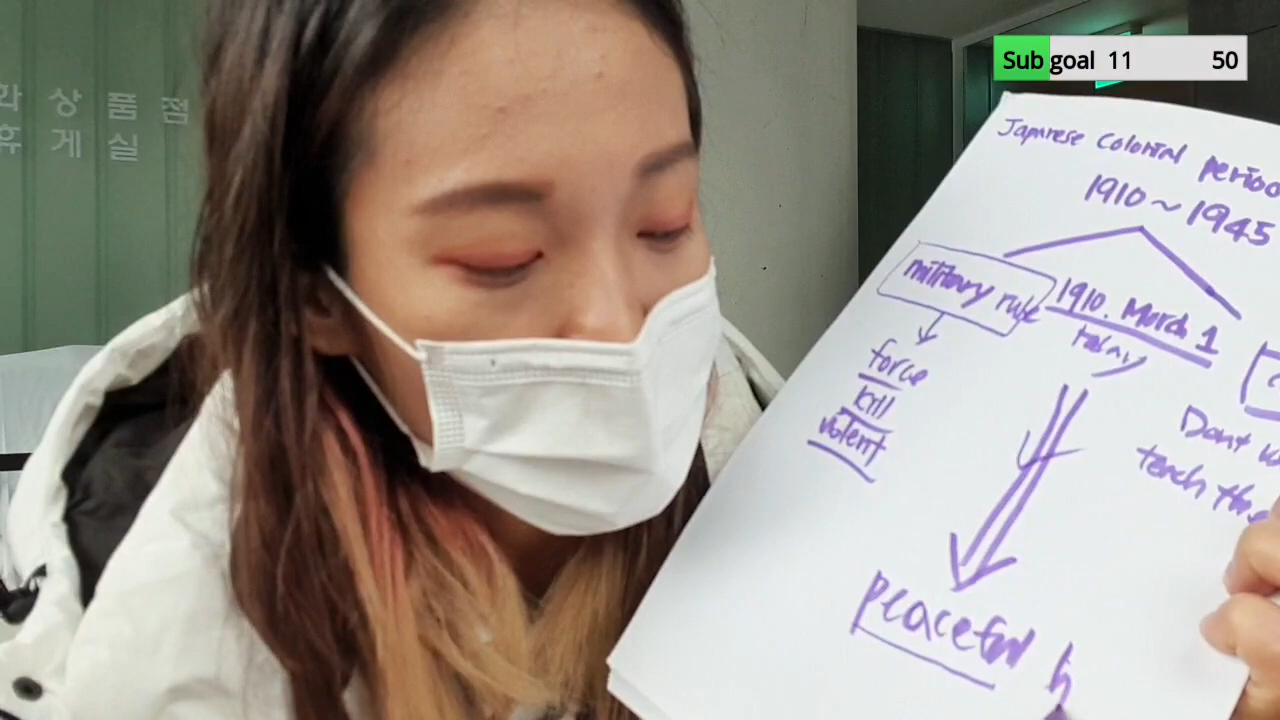 화 상 품 점
휴 게 실
Sub goal 11 50
Japanese Colonial period
1910 ~ 1945
military rule
1910. March 1
today
force
kill
violent
Dont
teach
peaceful